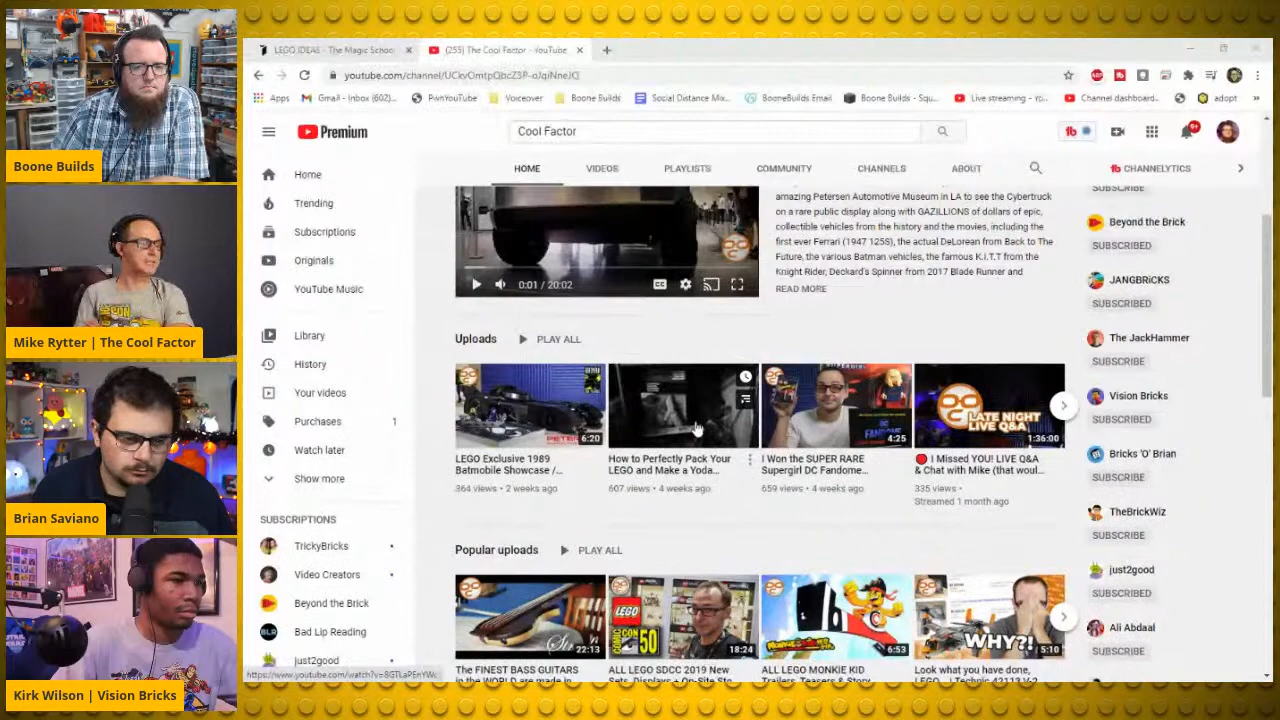 Boone Builds
Mike Rytter | The Cool Factor
Brian Saviano
Kirk Wilson | Vision Bricks
LEGO IDEAS - The Magic School
(255) The Cool Factor - YouTube
Apps
Gmail - Inbox (602)...
PwnYouTube
Voiceover
Boone Builds
Social Distance Mix...
BooneBuilds Email
Boone Builds - Squ...
Live streaming - Yo...
Channel dashboard...
adopt
Premium
Cool Factor
9+
HOME
VIDEOS
PLAYLISTS
COMMUNITY
CHANNELS
ABOUT
CHANNELYTICS
Home
Trending
Subscriptions
Originals
YouTube Music
Library
History
Your videos
Purchases 1
Watch later
Show more
SUBSCRIPTIONS
TrickyBricks
Video Creators
Beyond the Brick
Bad Lip Reading
just2good
0:01 / 20:02
amazing Petersen Automotive Museum in LA to see the Cybertruck
on a rare public display along with GAZILLIONS of dollars of epic,
collectible vehicles from the history and the movies, including the
first ever Ferrari (1947 125S), the actual DeLorean from Back to The
Future, the various Batman vehicles, the famous K.I.T.T from the
Knight Rider, Deckard's Spinner from 2017 Blade Runner and
READ MORE
Uploads
PLAY ALL
6:20
LEGO Exclusive 1989
Batmobile Showcase /...
364 views • 2 weeks ago
How to Perfectly Pack Your
LEGO and Make a Yoda...
607 views • 4 weeks ago
4:25
I Won the SUPER RARE
Supergirl DC Fandome...
659 views • 4 weeks ago
LATE NIGHT
LIVE Q&A
1:36:00
I Missed YOU! LIVE Q&A
& Chat with Mike (that woul...
335 views •
Streamed 1 month ago
Popular uploads
PLAY ALL
22:13
The FINEST BASS GUITARS
in the WORLD are made in
LEGO
COMIC
CON
50
18:24
ALL LEGO SDCC 2019 New
Sets, Displays + On-Site Sto
6:53
ALL LEGO MONKIE KID
Trailers, Teasers & Story
WHY?!
5:10
Look what you have done,
LEGO... | Technic 42113 V-2
SUBSCRIBE
Beyond the Brick
SUBSCRIBED
JANGBRiCKS
SUBSCRIBED
The JackHammer
SUBSCRIBE
Vision Bricks
SUBSCRIBED
Bricks 'O' Brian
SUBSCRIBE
TheBrickWiz
SUBSCRIBE
just2good
SUBSCRIBED
Ali Abdaal
SUBSCRIBE